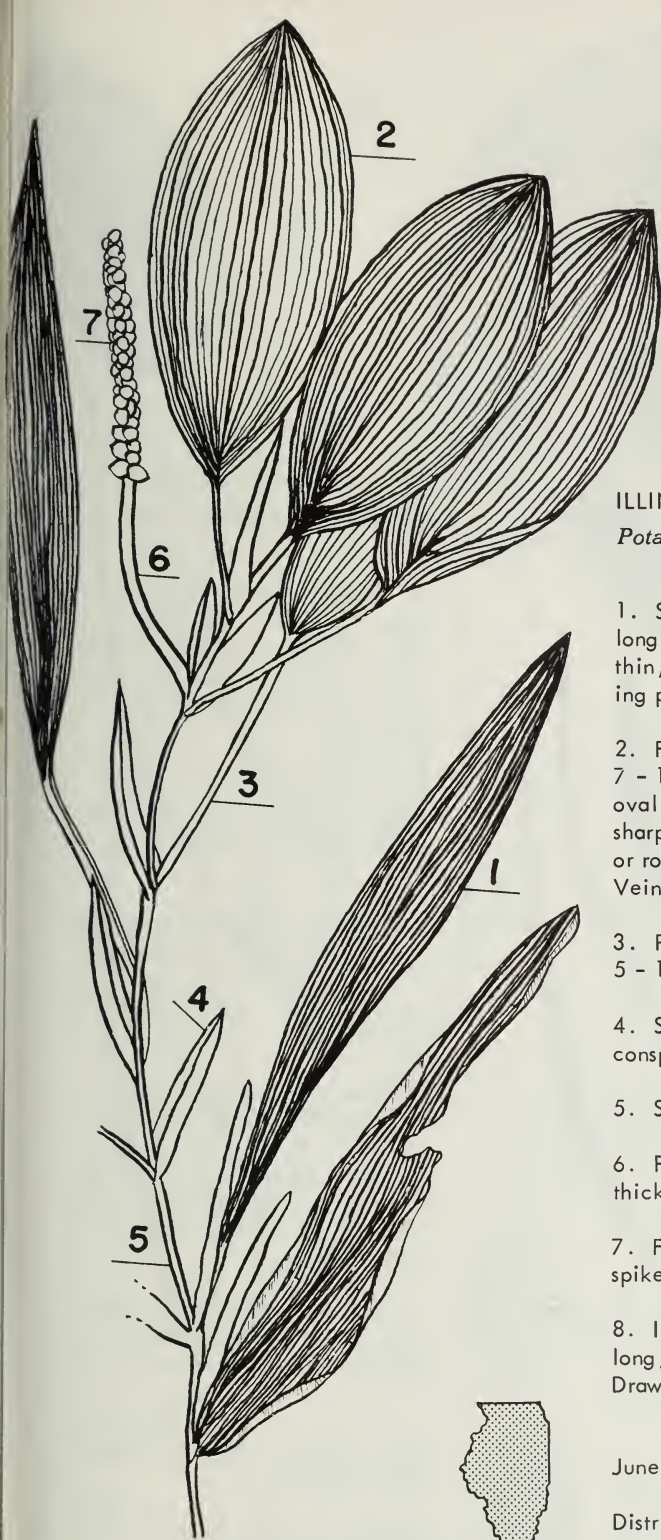 2
7
6
3
1
4
5
ILLI
Pota
1. S
long
thin,
ing p
2. F
7 - 1
oval
sharp
or ro
Vein
3. P
5 - 1
4. S
consp
5. S
6. P
thick
7. F
spike
8. I
long,
Draw
June
Distr